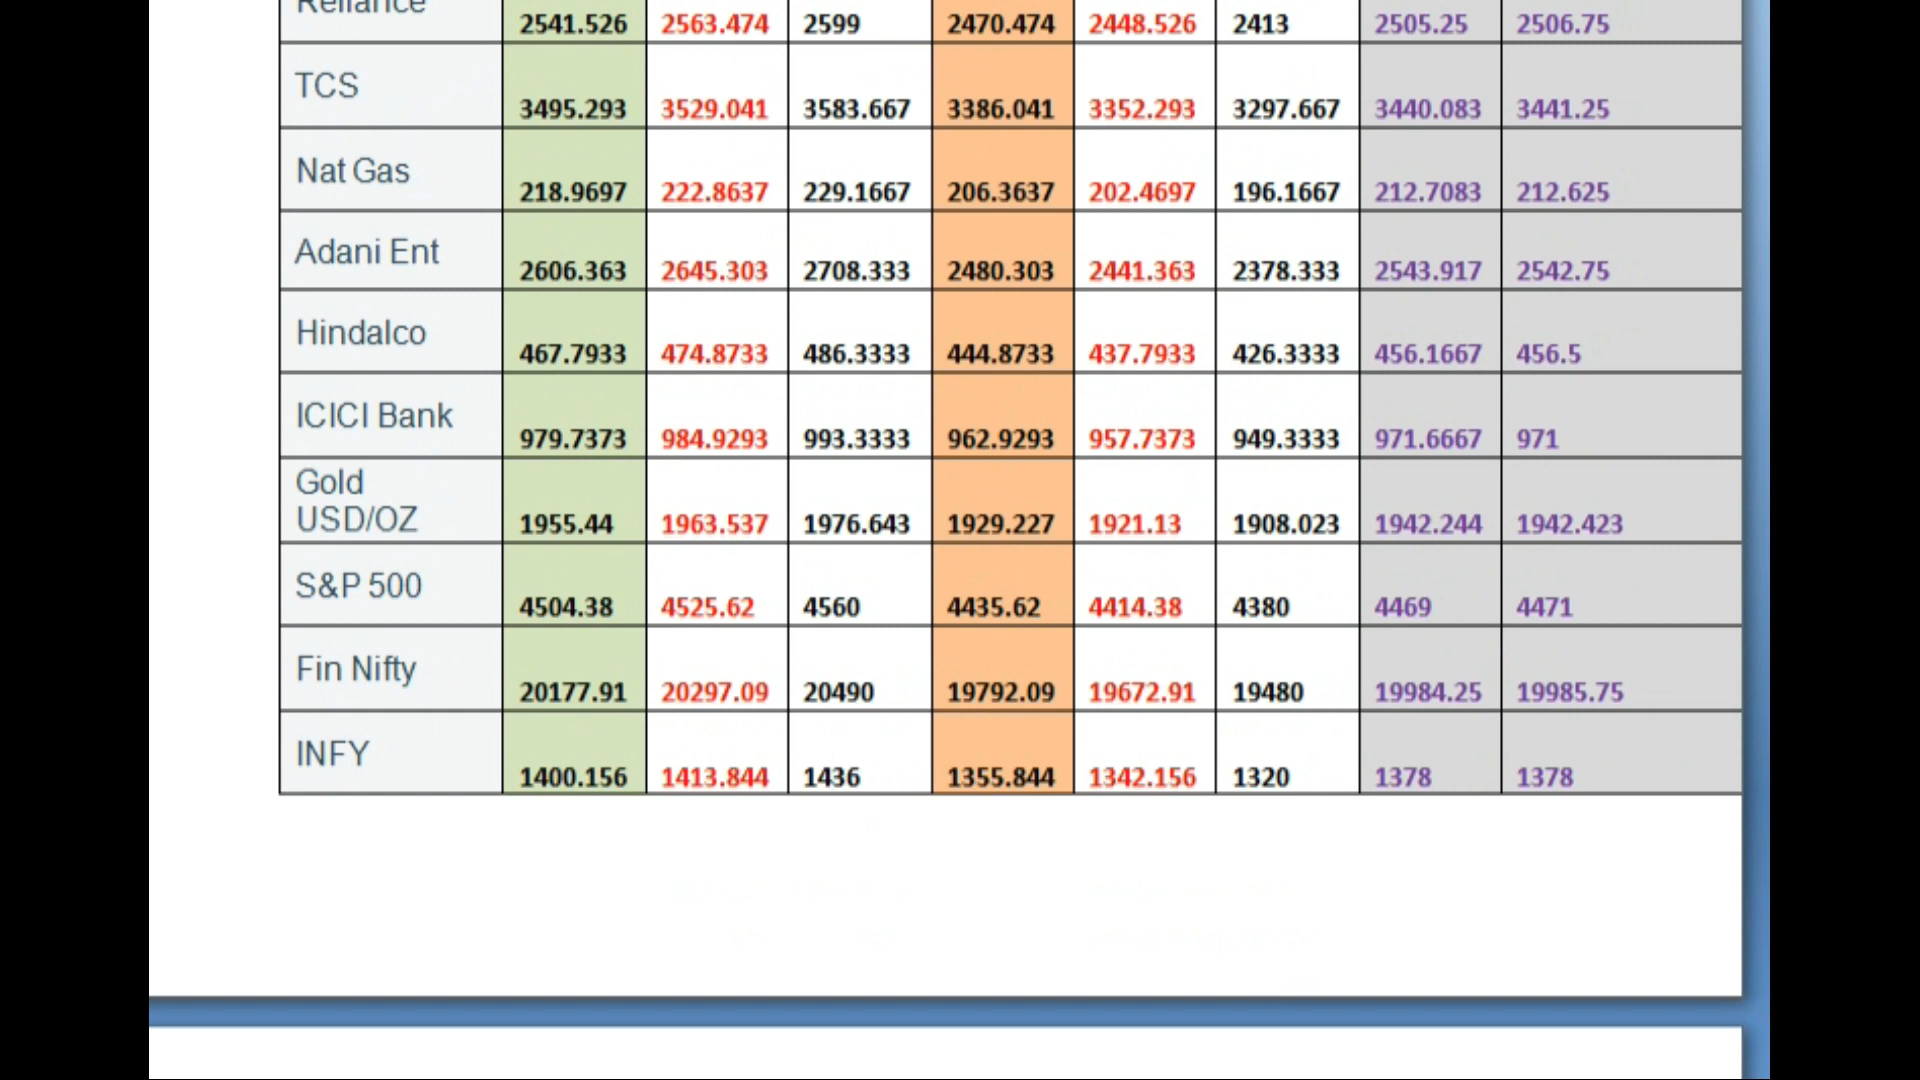 Reliance 2541.526 2563.474 2599 2470.474 2448.526 2413 2505.25 2506.75
TCS 3495.293 3529.041 3583.667 3386.041 3352.293 3297.667 3440.083 3441.25
Nat Gas 218.9697 222.8637 229.1667 206.3637 202.4697 196.1667 212.7083 212.625
Adani Ent 2606.363 2645.303 2708.333 2480.303 2441.363 2378.333 2543.917 2542.75
Hindalco 467.7933 474.8733 486.3333 444.8733 437.7933 426.3333 456.1667 456.5
ICICI Bank 979.7373 984.9293 993.3333 962.9293 957.7373 949.3333 971.6667 971
Gold
USD/OZ 1955.44 1963.537 1976.643 1929.227 1921.13 1908.023 1942.244 1942.423
S&P 500 4504.38 4525.62 4560 4435.62 4414.38 4380 4469 4471
Fin Nifty 20177.91 20297.09 20490 19792.09 19672.91 19480 19984.25 19985.75
INFY 1400.156 1413.844 1436 1355.844 1342.156 1320 1378 1378